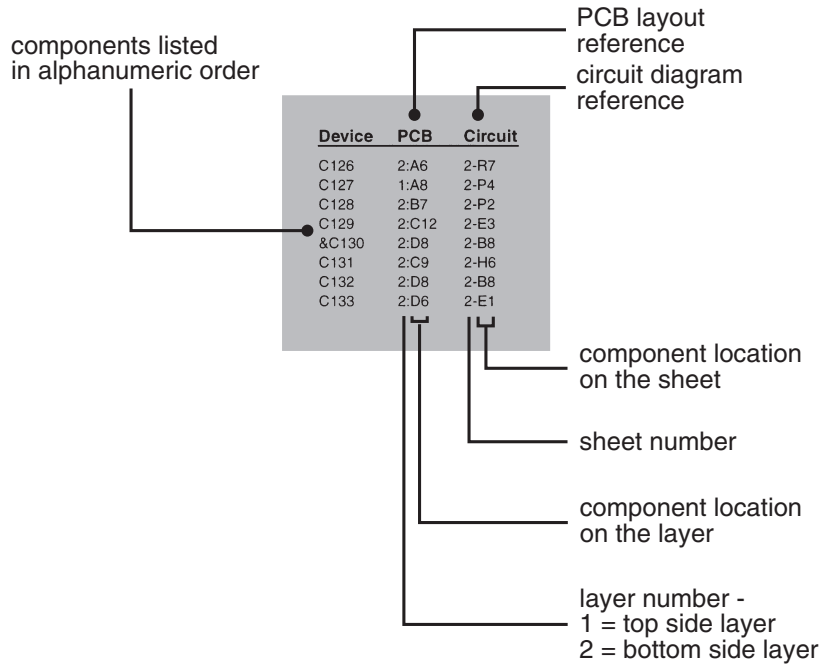 components listed
in alphanumeric order
PCB layout
reference
circuit diagram
reference
Device PCB Circuit
C126 2:A6 2-R7
C127 1:A8 2-P4
C128 2:B7 2-P2
C129 2:C12 2-E3
&C130 2:D8 2-B8
C131 2:C9 2-H6
C132 2:D8 2-B8
C133 2:D6 2-E1
component location
on the sheet
sheet number
component location
on the layer
layer number -
1 = top side layer
2 = bottom side layer